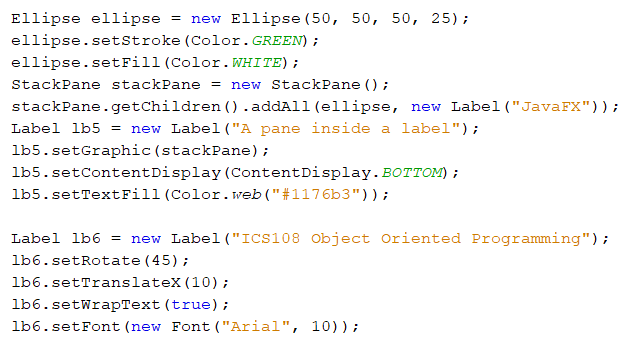 Ellipse ellipse = new Ellipse(50, 50, 50, 25);
ellipse.setStroke(Color.GREEN);
ellipse.setFill(Color.WHITE);
StackPane stackPane = new StackPane();
stackPane.getChildren().addAll(ellipse, new Label("JavaFX"));
Label lb5 = new Label("A pane inside a label");
lb5.setGraphic(stackPane);
lb5.setContentDisplay(ContentDisplay.BOTTOM);
lb5.setTextFill(Color.web("#1176b3"));

Label lb6 = new Label("ICS108 Object Oriented Programming");
lb6.setRotate(45);
lb6.setTranslateX(10);
lb6.setWrapText(true);
lb6.setFont(new Font("Arial", 10));